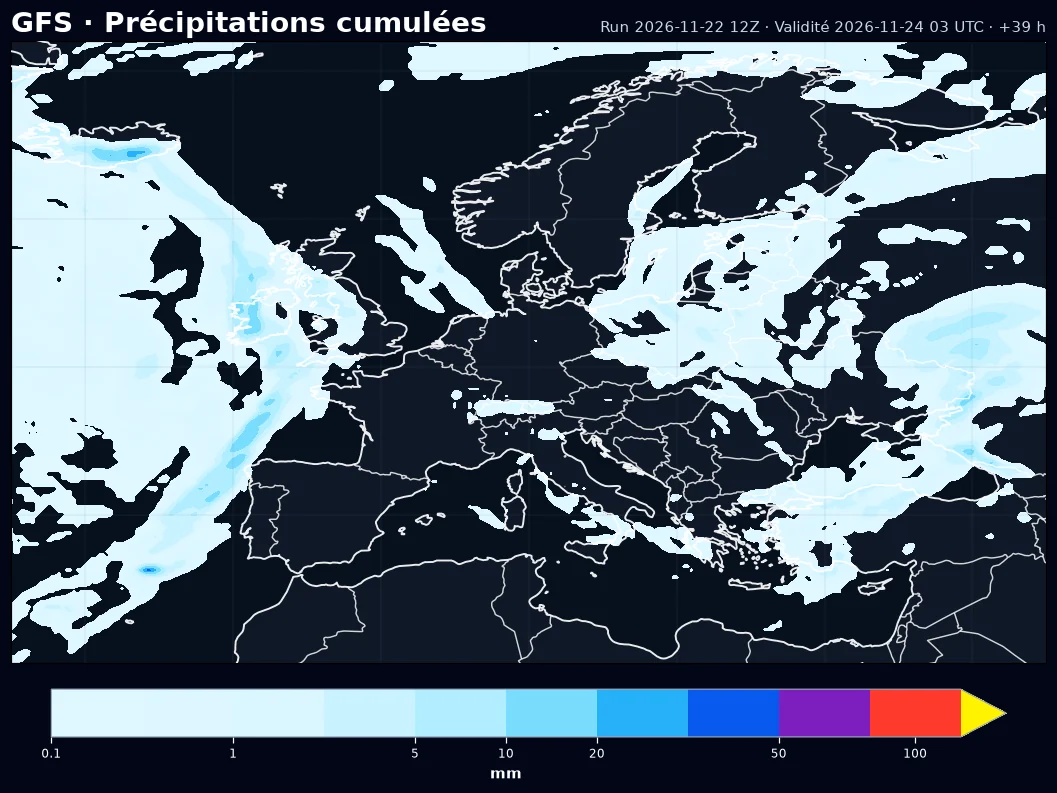 GFS · Précipitations cumulées
Run 2026-11-22 12Z · Validité 2026-11-24 03 UTC · +39 h
0.1 1 5 10 20 50 100
mm